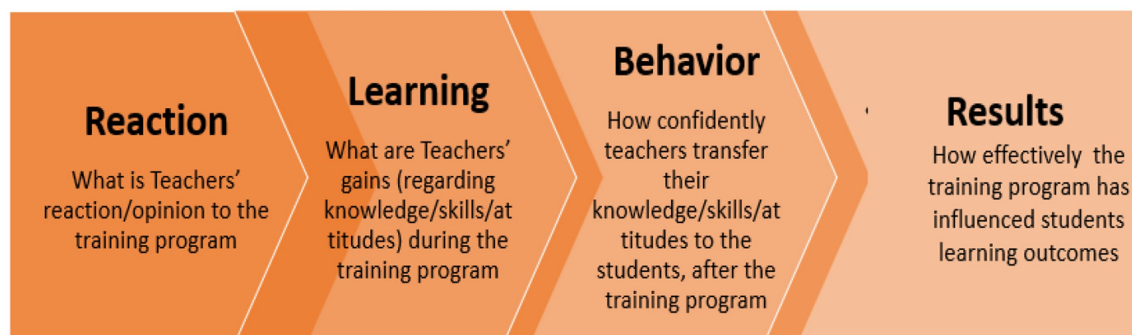 Reaction
What is Teachers'
reaction/opinion to the
training program
Learning
What are Teachers'
gains (regarding
knowledge/skills/at
titudes) during the
training program
Behavior
How confidently
teachers transfer
their
knowledge/skills/at
titudes to the
students, after the
training program
Results
How effectively the
training program has
influenced students
learning outcomes